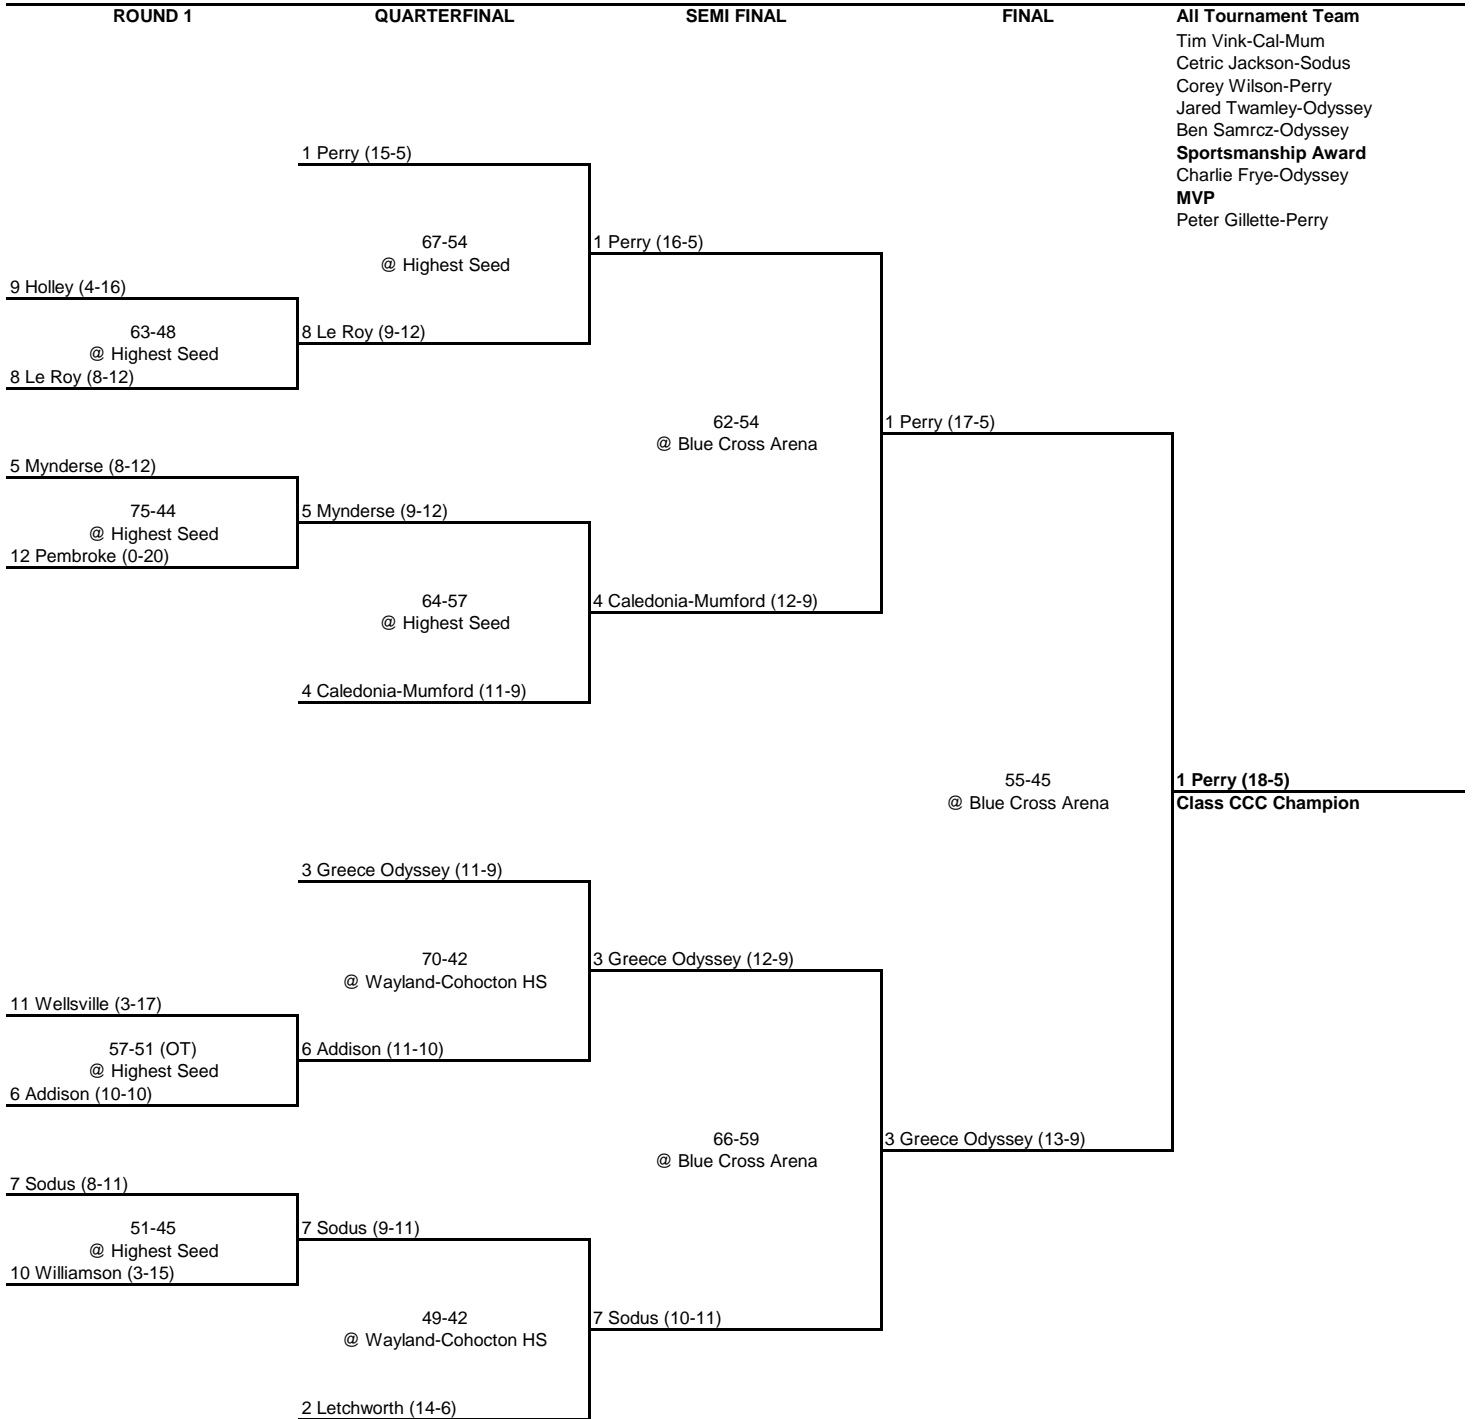 ROUND 1 QUARTERFINAL SEMI FINAL FINAL All Tournament Team
Tim Vink-Cal-Mum
Cetric Jackson-Sodus
Corey Wilson-Perry
Jared Twamley-Odyssey
Ben Samrcz-Odyssey
1 Perry (15-5) Sportsmanship Award
Charlie Frye-Odyssey
MVP
Peter Gillette-Perry
67-54 1 Perry (16-5)
@ Highest Seed
9 Holley (4-16)
63-48 8 Le Roy (9-12)
@ Highest Seed
8 Le Roy (8-12)
62-54 1 Perry (17-5)
@ Blue Cross Arena
5 Mynderse (8-12)
75-44 5 Mynderse (9-12)
@ Highest Seed
12 Pembroke (0-20)
64-57 4 Caledonia-Mumford (12-9)
@ Highest Seed
4 Caledonia-Mumford (11-9)
55-45 1 Perry (18-5)
@ Blue Cross Arena Class CCC Champion
3 Greece Odyssey (11-9)
70-42 3 Greece Odyssey (12-9)
@ Wayland-Cohocton HS
11 Wellsville (3-17)
57-51 (OT) 6 Addison (11-10)
@ Highest Seed
6 Addison (10-10)
66-59 3 Greece Odyssey (13-9)
@ Blue Cross Arena
7 Sodus (8-11)
51-45 7 Sodus (9-11)
@ Highest Seed
10 Williamson (3-15)
49-42 7 Sodus (10-11)
@ Wayland-Cohocton HS
2 Letchworth (14-6)